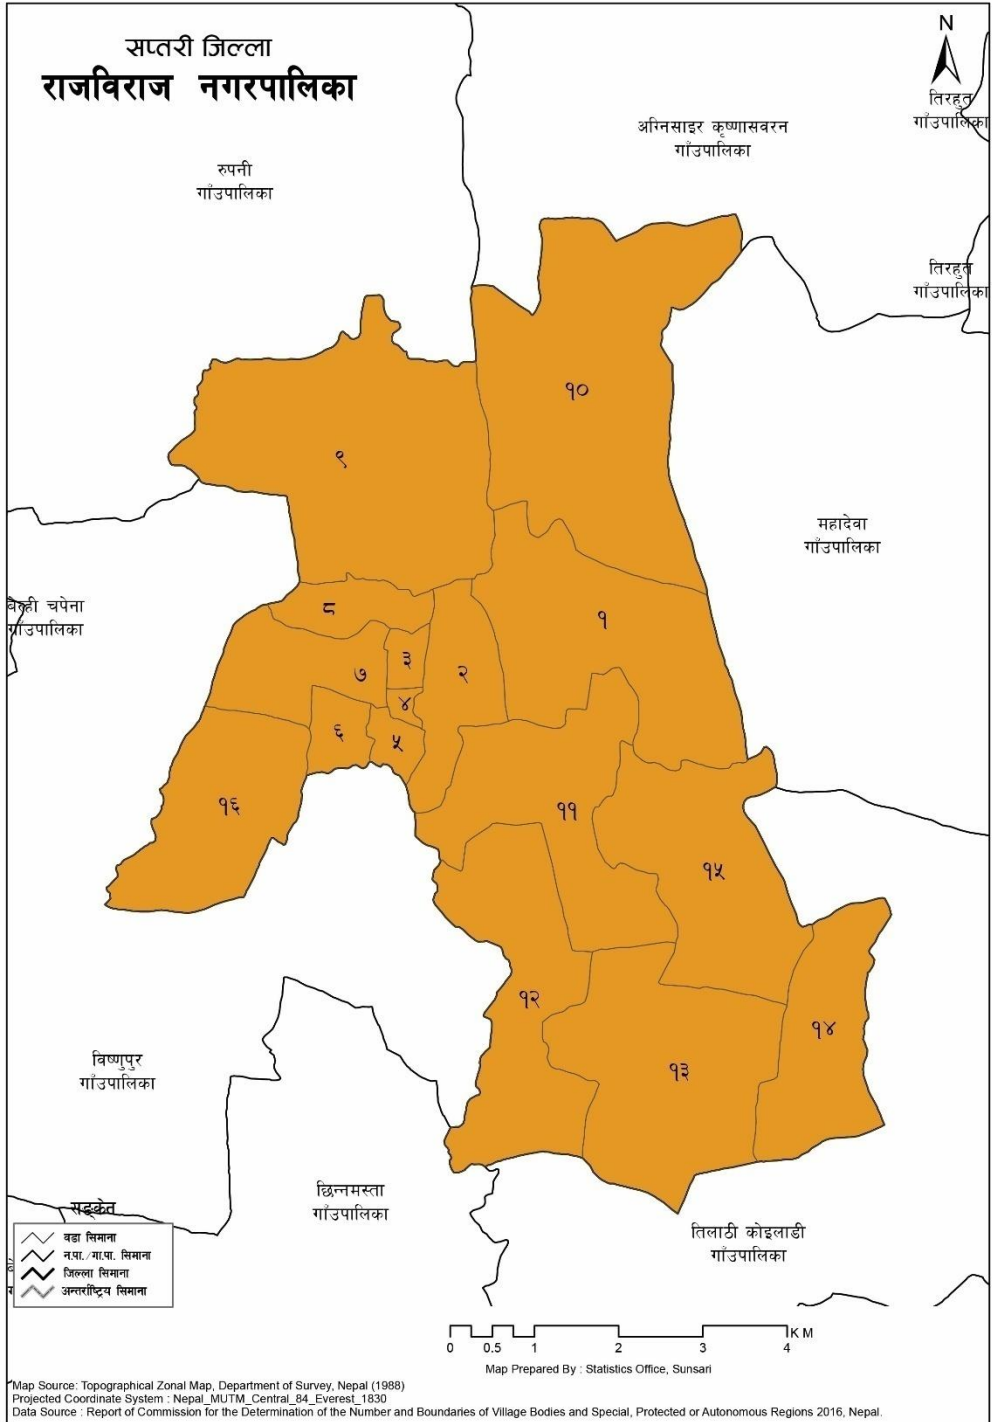 सप्तरी जिल्ला
राजविराज नगरपालिका
N
तिरहुत
गाँउपालिका
अग्निसाइर कृष्णासवरन
गाँउपालिका
रुपनी
गाँउपालिका
तिरहुत
गाँउपालिका
१०
९
महादेवा
गाँउपालिका
बेल्ही चपेना
गाँउपालिका
८
१
३
२
७
४
६
५
१६
११
१५
१२
१४
१३
विष्णुपुर
गाँउपालिका
छिन्नमस्ता
गाँउपालिका
तिलाठी कोइलाडी
गाँउपालिका
सङ्केत
वडा सिमाना
न.पा./गा.पा. सिमाना
जिल्ला सिमाना
अन्तर्राष्ट्रिय सिमाना
0 0.5 1 2 3 4 KM
Map Prepared By : Statistics Office, Sunsari
Map Source: Topographical Zonal Map, Department of Survey, Nepal (1988)
Projected Coordinate System : Nepal_MUTM_Central_84_Everest_1830
Data Source : Report of Commission for the Determination of the Number and Boundaries of Village Bodies and Special, Protected or Autonomous Regions 2016, Nepal.